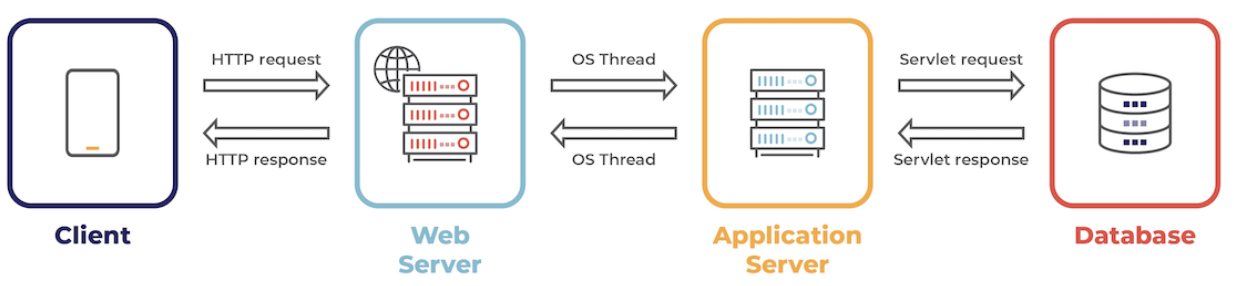 HTTP request
OS Thread
Servlet request
HTTP response
OS Thread
Servlet response
Client
Web
Server
Application
Server
Database